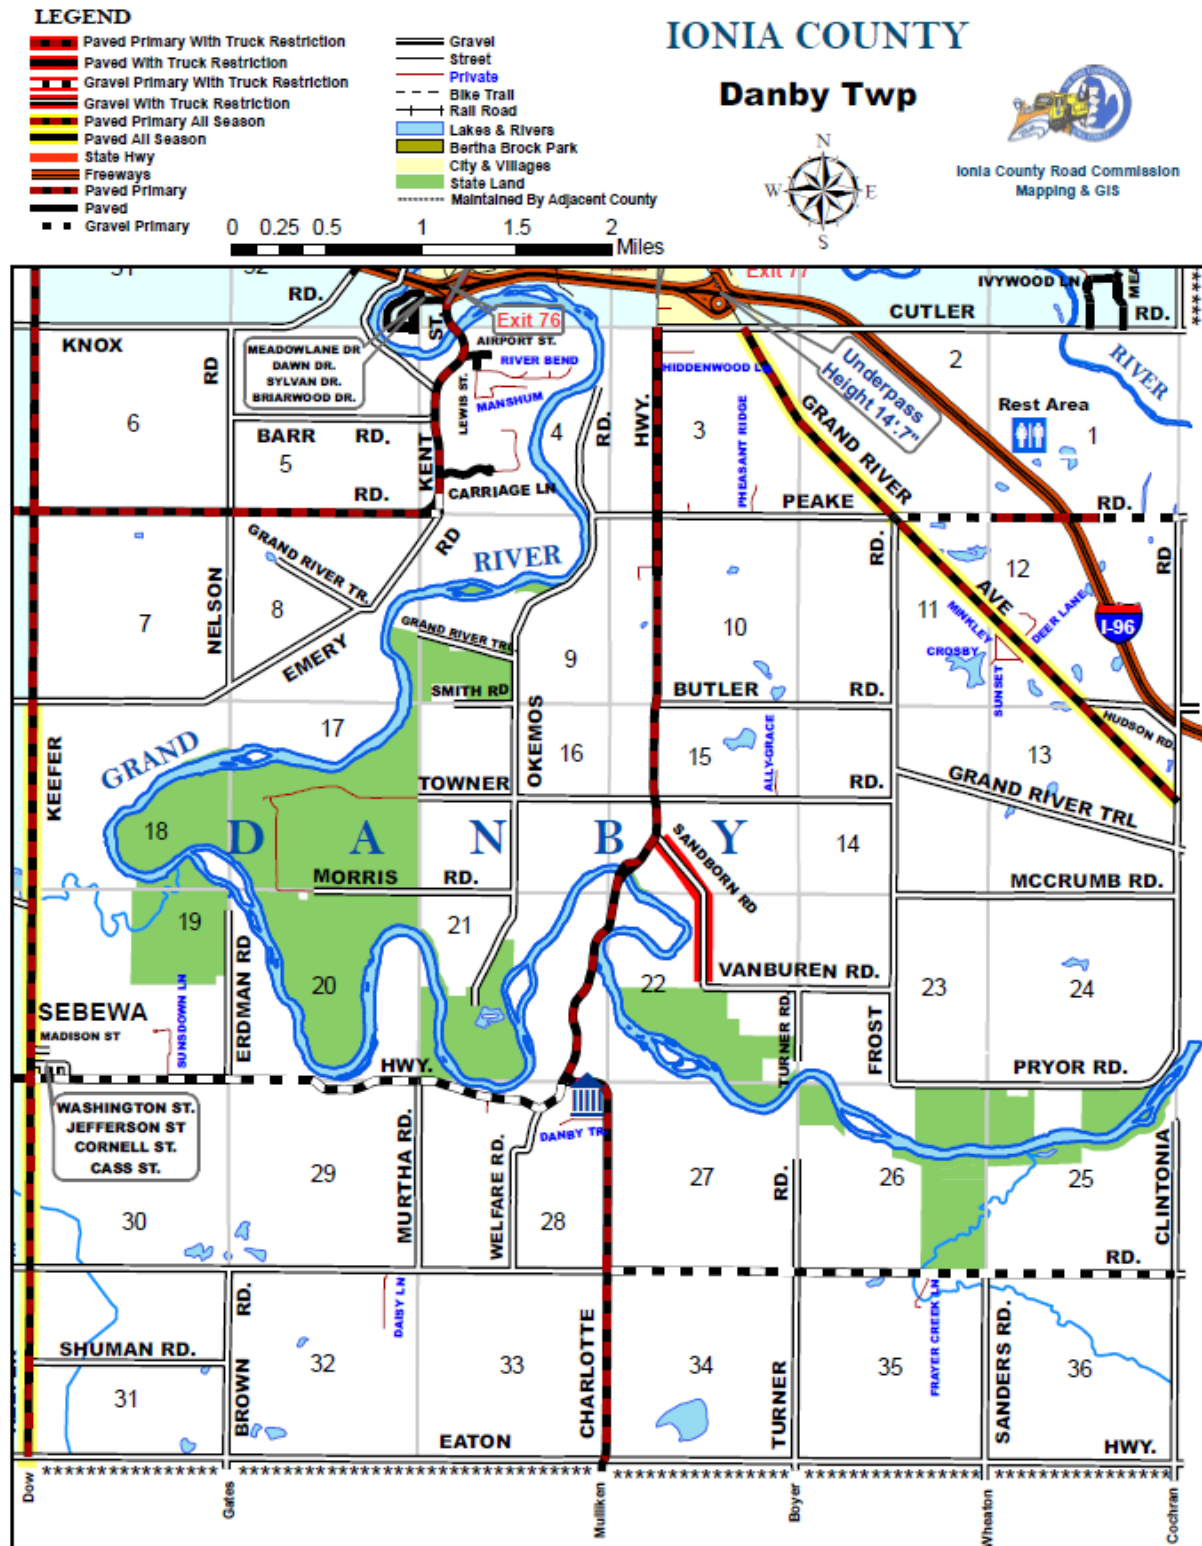 LEGEND
Paved Primary With Truck Restriction
Paved With Truck Restriction
Gravel Primary With Truck Restriction
Gravel With Truck Restriction
Paved Primary All Season
Paved All Season
State Hwy
Freeways
Paved Primary
Paved
Gravel Primary
Gravel
Street
Private
Bike Trail
Rail Road
Lakes & Rivers
Bertha Brock Park
City & Villages
State Land
Maintained By Adjacent County
IONIA COUNTY
Danby Twp
N
W E
S
Ionia County Road Commission
Mapping & GIS
0 0.25 0.5 1 1.5 2
Miles
RD.
Exit 76
Exit 77
IVYWOOD LN
CUTLER RD.
KNOX
RD
MEADOWLANE DR
DAWN DR.
SYLVAN DR.
BRIARWOOD DR.
ST.
AIRPORT ST.
RIVER BEND
MANSHUM
LEWIS ST.
HIDDENWOOD LN
Underpass
Height 14'.7"
2
RIVER
Rest Area
1
6
BARR RD.
5
RD.
KENT
CARRIAGE LN
4
RD.
HWY.
3
PHEASANT RIDGE
GRAND RIVER
PEAKE
RD.
RD
RIVER
GRAND RIVER TR.
NELSON
7
8
EMERY
GRAND RIVER TRL
SMITH RD
9
10
RD.
11
12
AVE
MINKLEY
CROSBY
DEER LANE
SUNSET
I-96
RD
BUTLER RD.
HUDSON RD.
KEEFER
GRAND
17
OKEMOS
16
15
ALLY-GRACE
13
TOWNER
RD.
GRAND RIVER TRL
18
D A N B Y
SANDBORN RD
14
MORRIS RD.
MCCRUMB RD.
19
21
20
22
VANBUREN RD.
23
24
SEBEWA
MADISON ST
SUNSDOWN LN
ERDMAN RD
HWY.
TURNER RD.
FROST
PRYOR RD.
WASHINGTON ST.
JEFFERSON ST
CORNELL ST.
CASS ST.
DANBY TR.
29
MURTHA RD.
WELFARE RD.
28
27
RD.
26
25
CLINTONIA
30
RD.
RD.
DAISY LN
FRAYER CREEK LN
SANDERS RD.
SHUMAN RD.
32
33
CHARLOTTE
34
35
36
31
BROWN
EATON
TURNER
HWY.
Dow
Gates
Mulliken
Boyer
Wheaton
Cochran